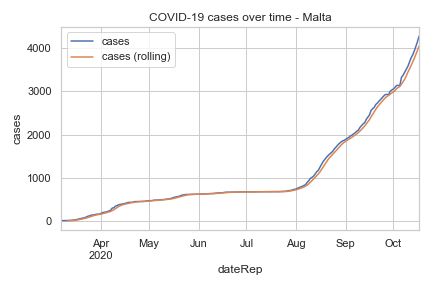 COVID-19 cases over time - Malta
cases
cases (rolling)
4000
3000
2000
1000
0
cases
Apr May Jun Jul Aug Sep Oct
2020
dateRep